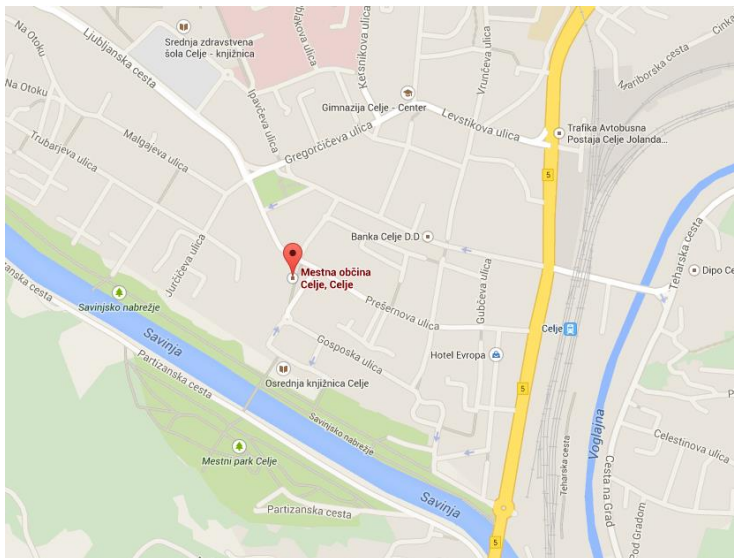 Na Otoku
Ljubljanska cesta
Srednja zdravstvena
šola Celje - knjižnica
Kersnikova ulica
Vrunčeva ulica
Mariborska cesta
Na Otoku
Ipavčeva ulica
Gimnazija Celje - Center
Levstikova ulica
Trafika Avtobusna
Postaja Celje Jolanda...
Trubarjeva ulica
Malgajeva ulica
Gregorčičeva ulica
5
Jurčičeva ulica
Banka Celje D.D
Mestna občina
Celje, Celje
Teharska cesta
Savinjsko nabrežje
Savinja
Prešernova ulica
Gubčeva ulica
Celje
Partizanska cesta
Gosposka ulica
Hotel Evropa
Osrednja knjižnica Celje
5
Savinjsko nabrežje
Mestni park Celje
Voglajna
Celestinova ulica
Teharska cesta
Cesta na Grad
Pod Gradom
Savinja
Partizanska cesta
5